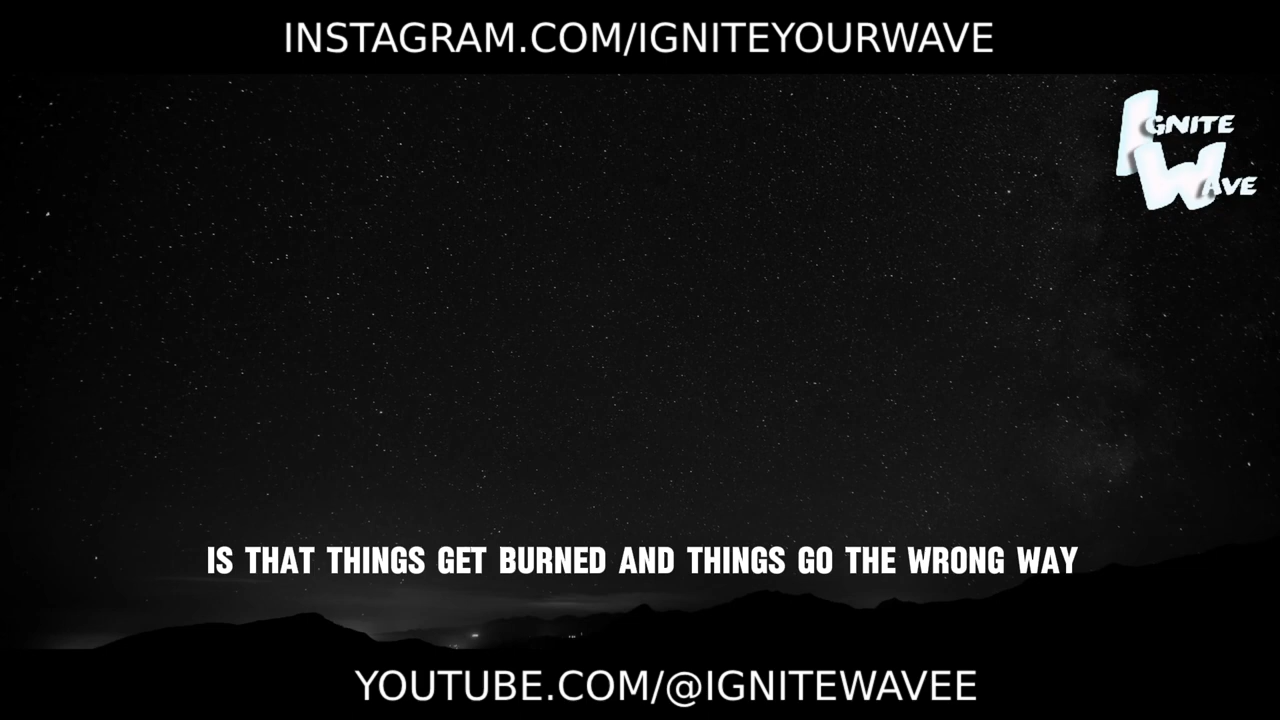 INSTAGRAM.COM/IGNITEYOURWAVE
IGNITE
WAVE
IS THAT THINGS GET BURNED AND THINGS GO THE WRONG WAY
YOUTUBE.COM/@IGNITEWAVEE